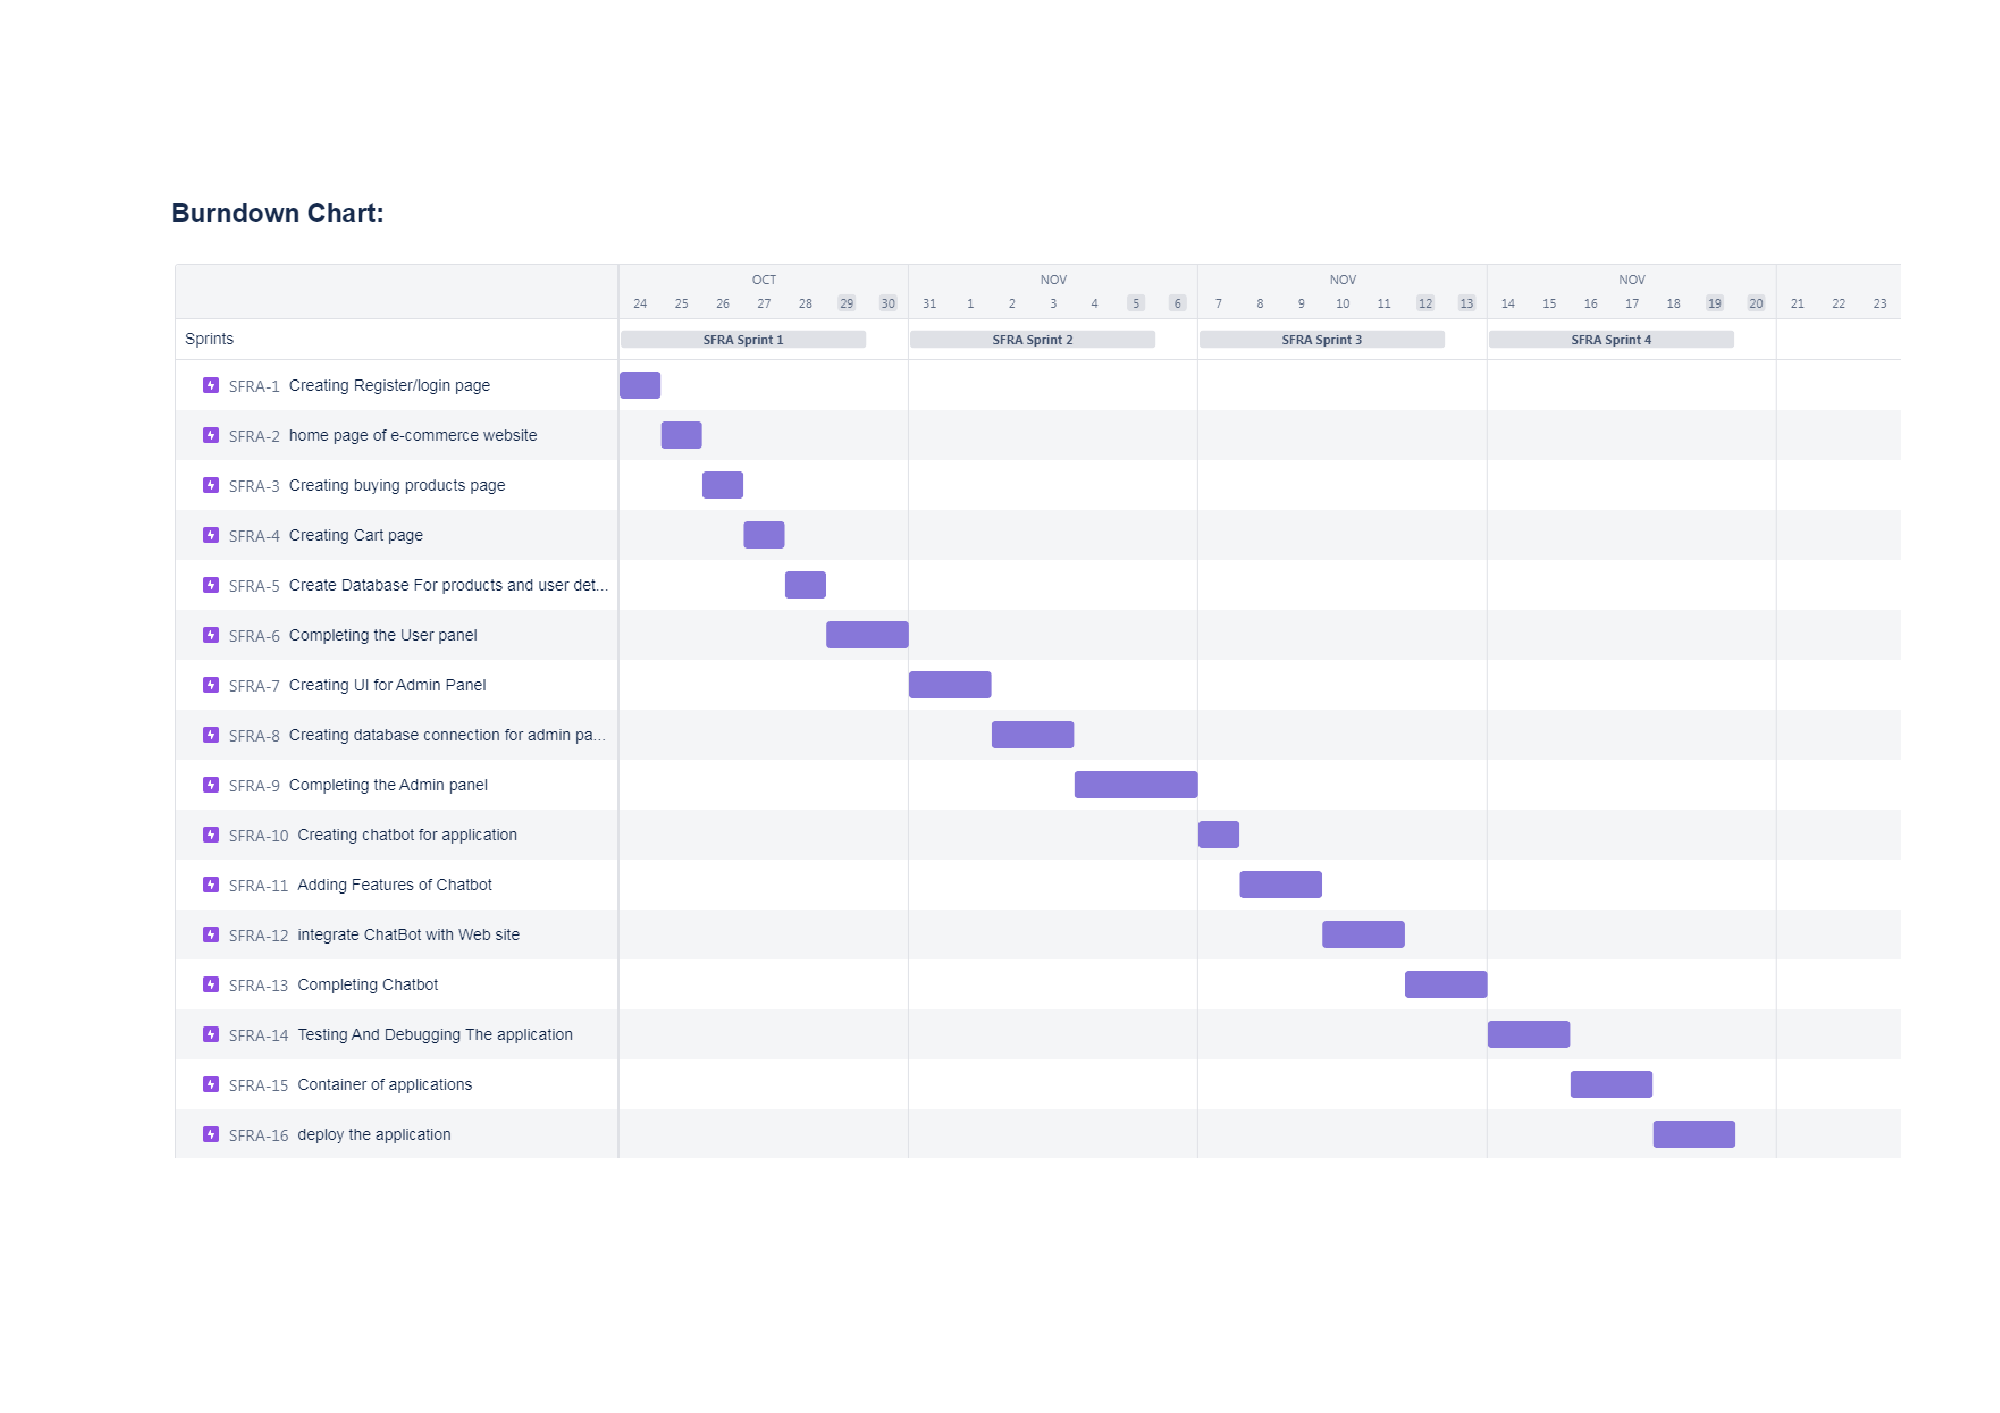 Burndown Chart:
OCT NOV NOV NOV
24 25 26 27 28 29 30 31 1 2 3 4 5 6 7 8 9 10 11 12 13 14 15 16 17 18 19 20 21 22 23
Sprints SFRA Sprint 1 SFRA Sprint 2 SFRA Sprint 3 SFRA Sprint 4
SFRA-1 Creating Register/login page
SFRA-2 home page of e-commerce website
SFRA-3 Creating buying products page
SFRA-4 Creating Cart page
SFRA-5 Create Database For products and user det...
SFRA-6 Completing the User panel
SFRA-7 Creating UI for Admin Panel
SFRA-8 Creating database connection for admin pa...
SFRA-9 Completing the Admin panel
SFRA-10 Creating chatbot for application
SFRA-11 Adding Features of Chatbot
SFRA-12 integrate ChatBot with Web site
SFRA-13 Completing Chatbot
SFRA-14 Testing And Debugging The application
SFRA-15 Container of applications
SFRA-16 deploy the application